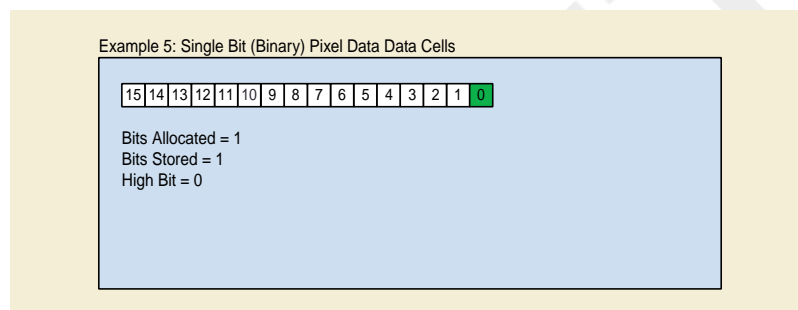 Example 5: Single Bit (Binary) Pixel Data Data Cells
15 14 13 12 11 10 9 8 7 6 5 4 3 2 1 0
Bits Allocated = 1
Bits Stored = 1
High Bit = 0